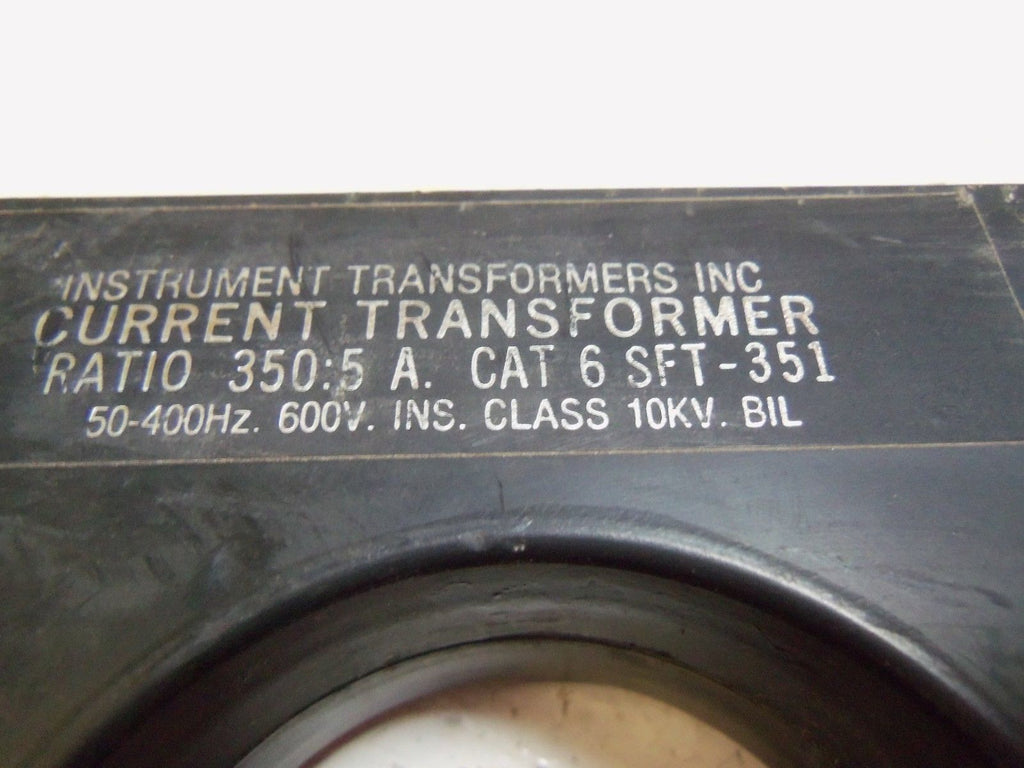 INSTRUMENT TRANSFORMERS INC
CURRENT TRANSFORMER
RATIO 350:5 A. CAT 6 SFT-351
50-400Hz. 600V. INS. CLASS 10KV. BIL